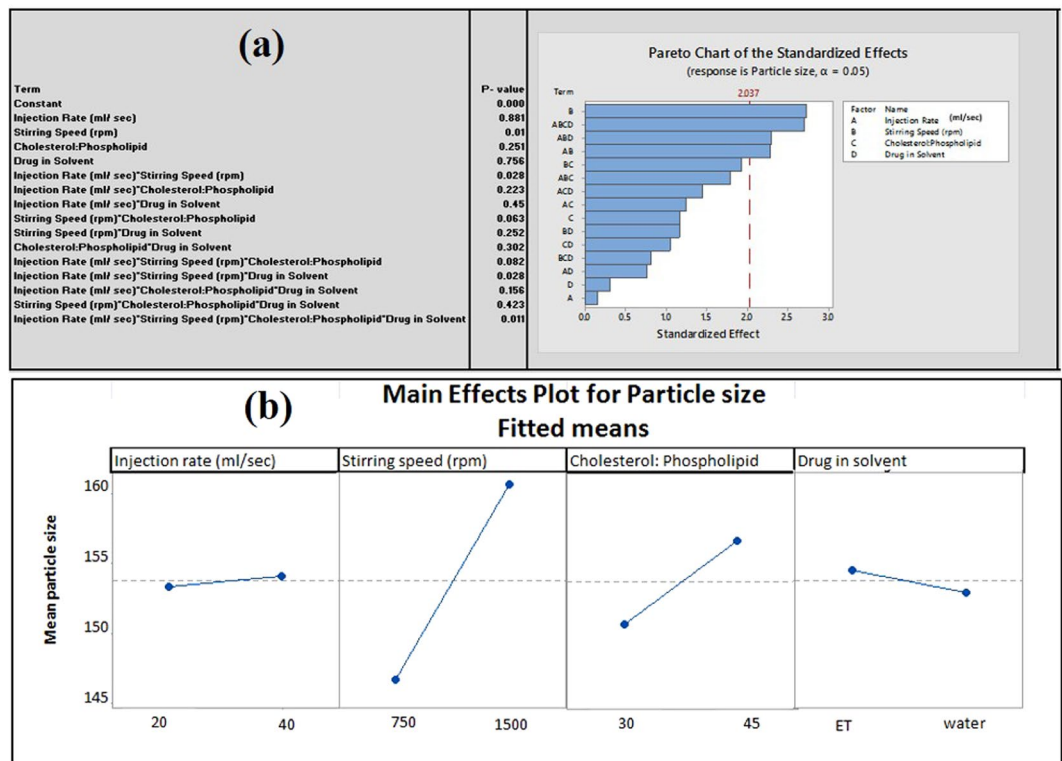 (a)
Term P- value
Constant 0.000
Injection Rate (ml/ sec) 0.881
Stirring Speed (rpm) 0.01
Cholesterol:Phospholipid 0.251
Drug in Solvent 0.756
Injection Rate (ml/ sec)*Stirring Speed (rpm) 0.028
Injection Rate (ml/ sec)*Cholesterol:Phospholipid 0.223
Injection Rate (ml/ sec)*Drug in Solvent 0.45
Stirring Speed (rpm)*Cholesterol:Phospholipid 0.063
Stirring Speed (rpm)*Drug in Solvent 0.252
Cholesterol:Phospholipid*Drug in Solvent 0.302
Injection Rate (ml/ sec)*Stirring Speed (rpm)*Cholesterol:Phospholipid 0.082
Injection Rate (ml/ sec)*Stirring Speed (rpm)*Drug in Solvent 0.028
Injection Rate (ml/ sec)*Cholesterol:Phospholipid*Drug in Solvent 0.156
Stirring Speed (rpm)*Cholesterol:Phospholipid*Drug in Solvent 0.423
Injection Rate (ml/ sec)*Stirring Speed (rpm)*Cholesterol:Phospholipid*Drug in Solvent 0.011
Pareto Chart of the Standardized Effects
(response is Particle size, α = 0.05)
Term 2.037
B
ABCD
ABD
AB
BC
ABC
ACD
AC
C
BD
CD
BCD
AD
D
A
0.0 0.5 1.0 1.5 2.0 2.5 3.0
Standardized Effect
Factor Name
A Injection Rate (ml/sec)
B Stirring Speed (rpm)
C Cholesterol:Phospholipid
D Drug in Solvent
(b)
Main Effects Plot for Particle size
Fitted means
Injection rate (ml/sec) Stirring speed (rpm) Cholesterol: Phospholipid Drug in solvent
Mean particle size
160
155
150
145
20 40 750 1500 30 45 ET water